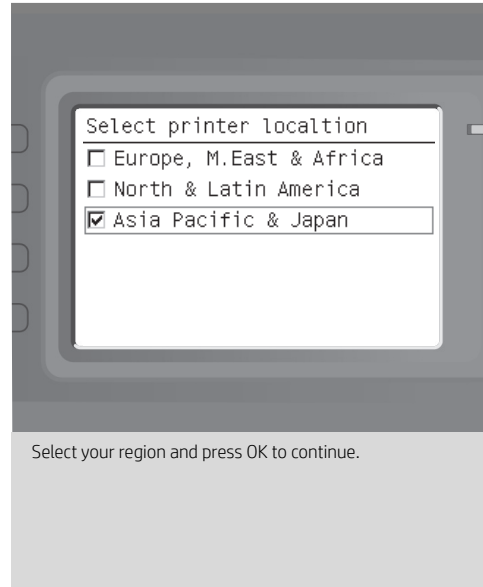 Select printer localtion
Europe, M.East & Africa
North & Latin America
Asia Pacific & Japan
Select your region and press OK to continue.